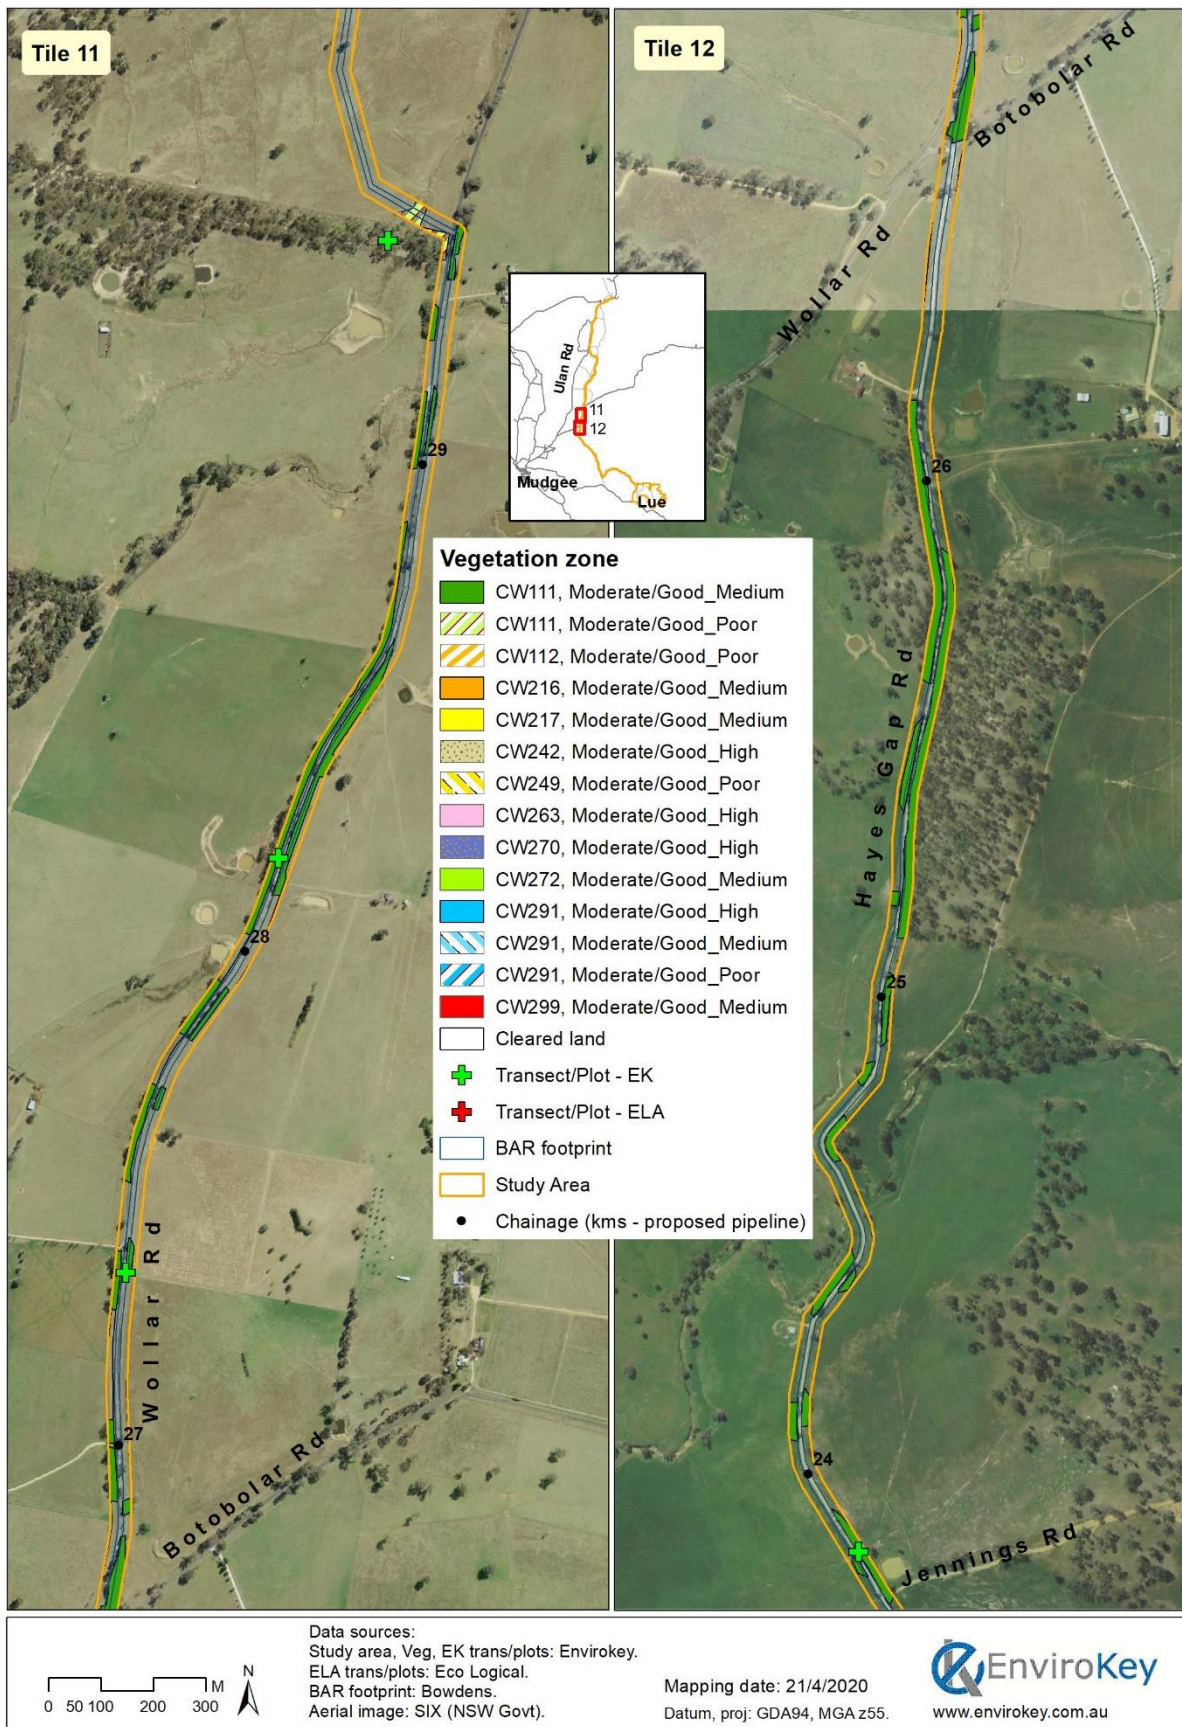 Tile 11
Tile 12
Botobolar Rd
Wollar Rd
Ulan Rd
11
12
Mudgee
Lue
29
26
Vegetation zone
CW111, Moderate/Good_Medium
CW111, Moderate/Good_Poor
CW112, Moderate/Good_Poor
CW216, Moderate/Good_Medium
CW217, Moderate/Good_Medium
CW242, Moderate/Good_High
CW249, Moderate/Good_Poor
CW263, Moderate/Good_High
CW270, Moderate/Good_High
CW272, Moderate/Good_Medium
CW291, Moderate/Good_High
CW291, Moderate/Good_Medium
CW291, Moderate/Good_Poor
CW299, Moderate/Good_Medium
Cleared land
Transect/Plot - EK
Transect/Plot - ELA
BAR footprint
Study Area
Chainage (kms - proposed pipeline)
Hayes Gap Rd
28
25
Wollar Rd
27
Botobolar Rd
24
Jennings Rd
0 50 100 200 300
M
N
Data sources:
Study area, Veg, EK trans/plots: Envirokey.
ELA trans/plots: Eco Logical.
BAR footprint: Bowdens.
Aerial image: SIX (NSW Govt).
Mapping date: 21/4/2020
Datum, proj: GDA94, MGA z55.
EnviroKey
www.envirokey.com.au